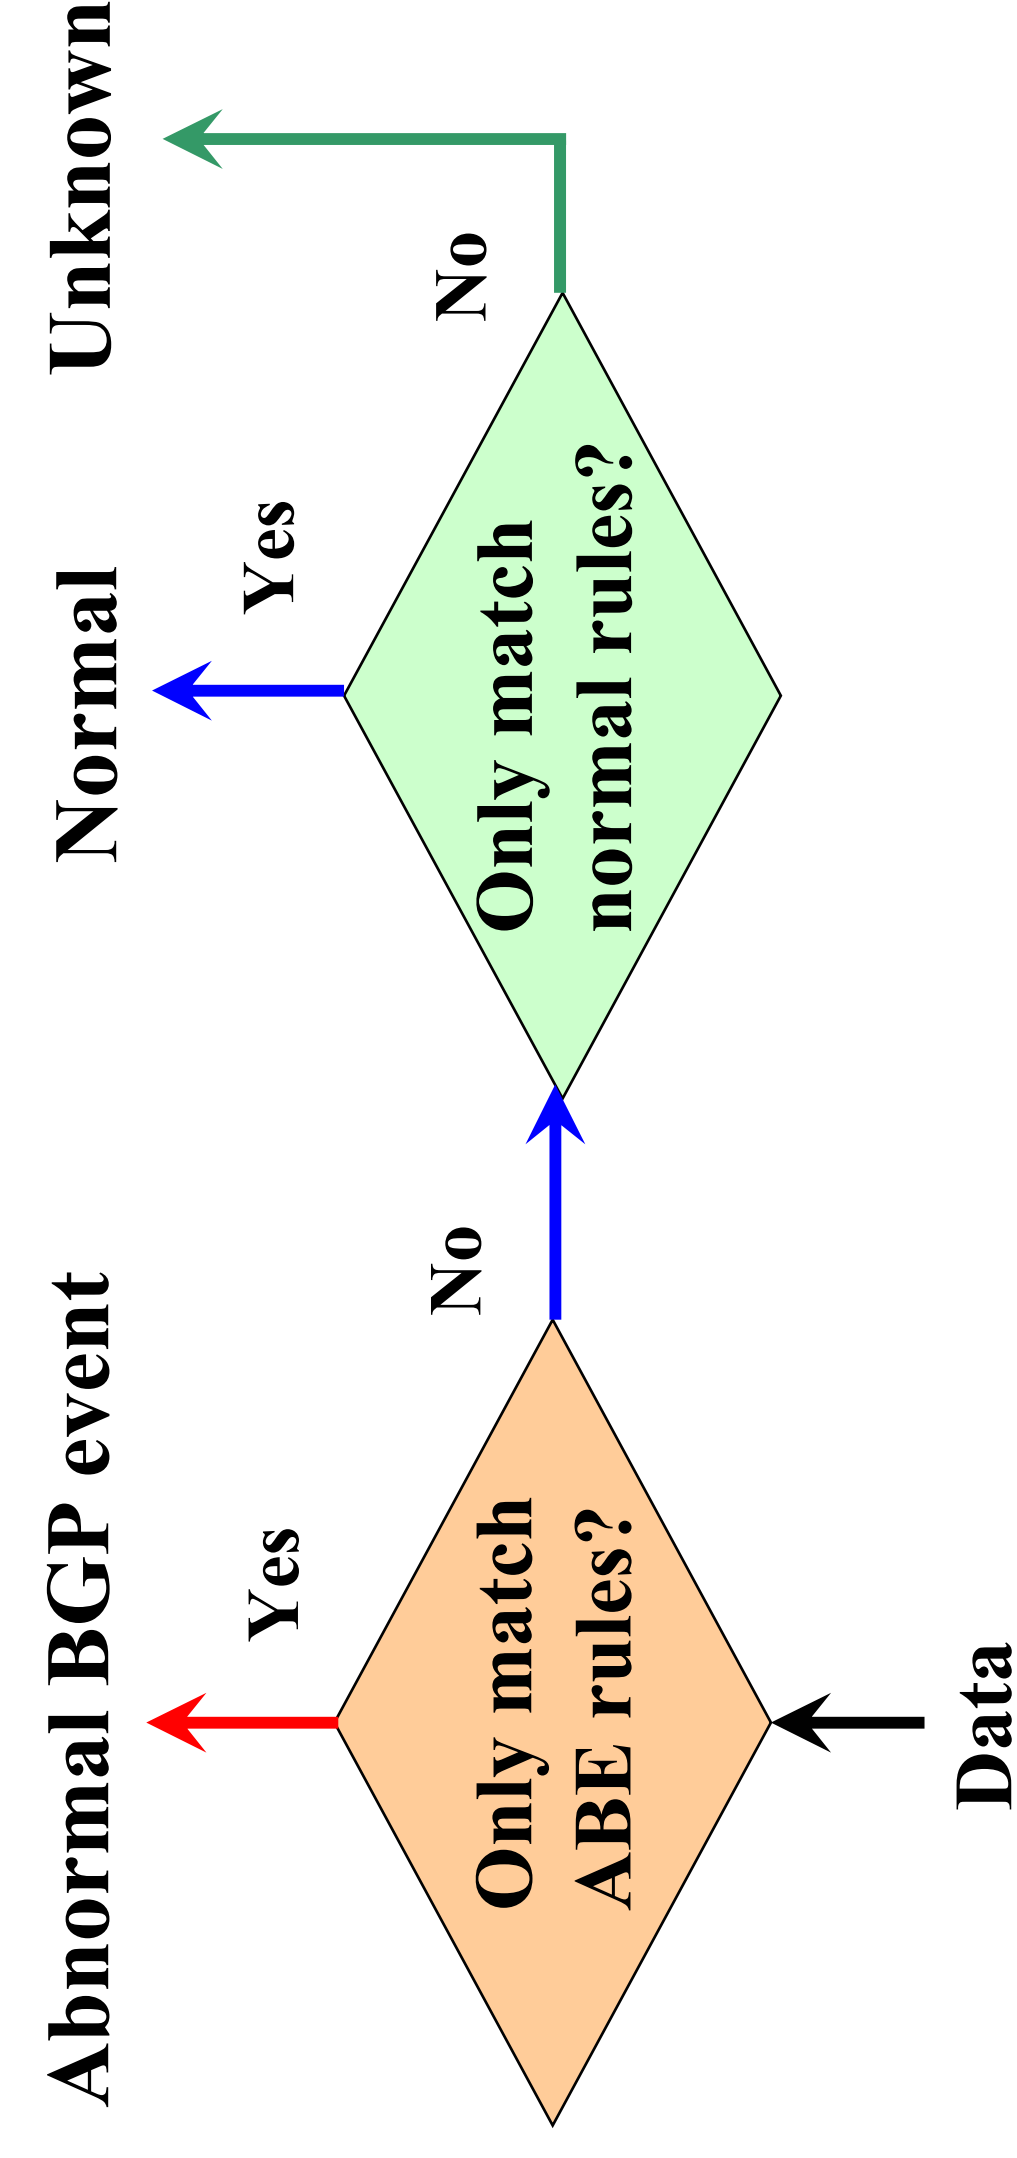 Abnormal BGP event
Normal
Unknown
Yes
Yes
No
No
Only match
ABE rules?
Only match
normal rules?
Data